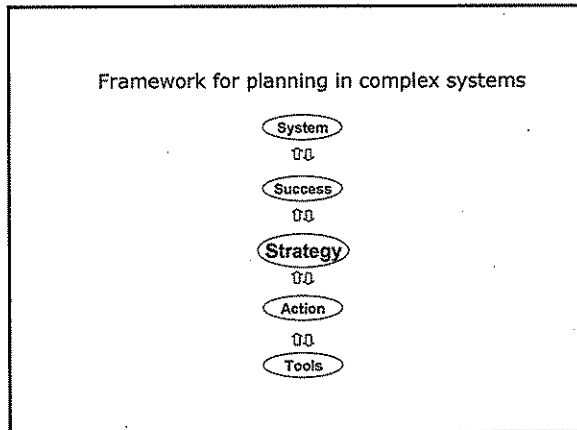 Framework for planning in complex systems
System
Success
Strategy
Action
Tools